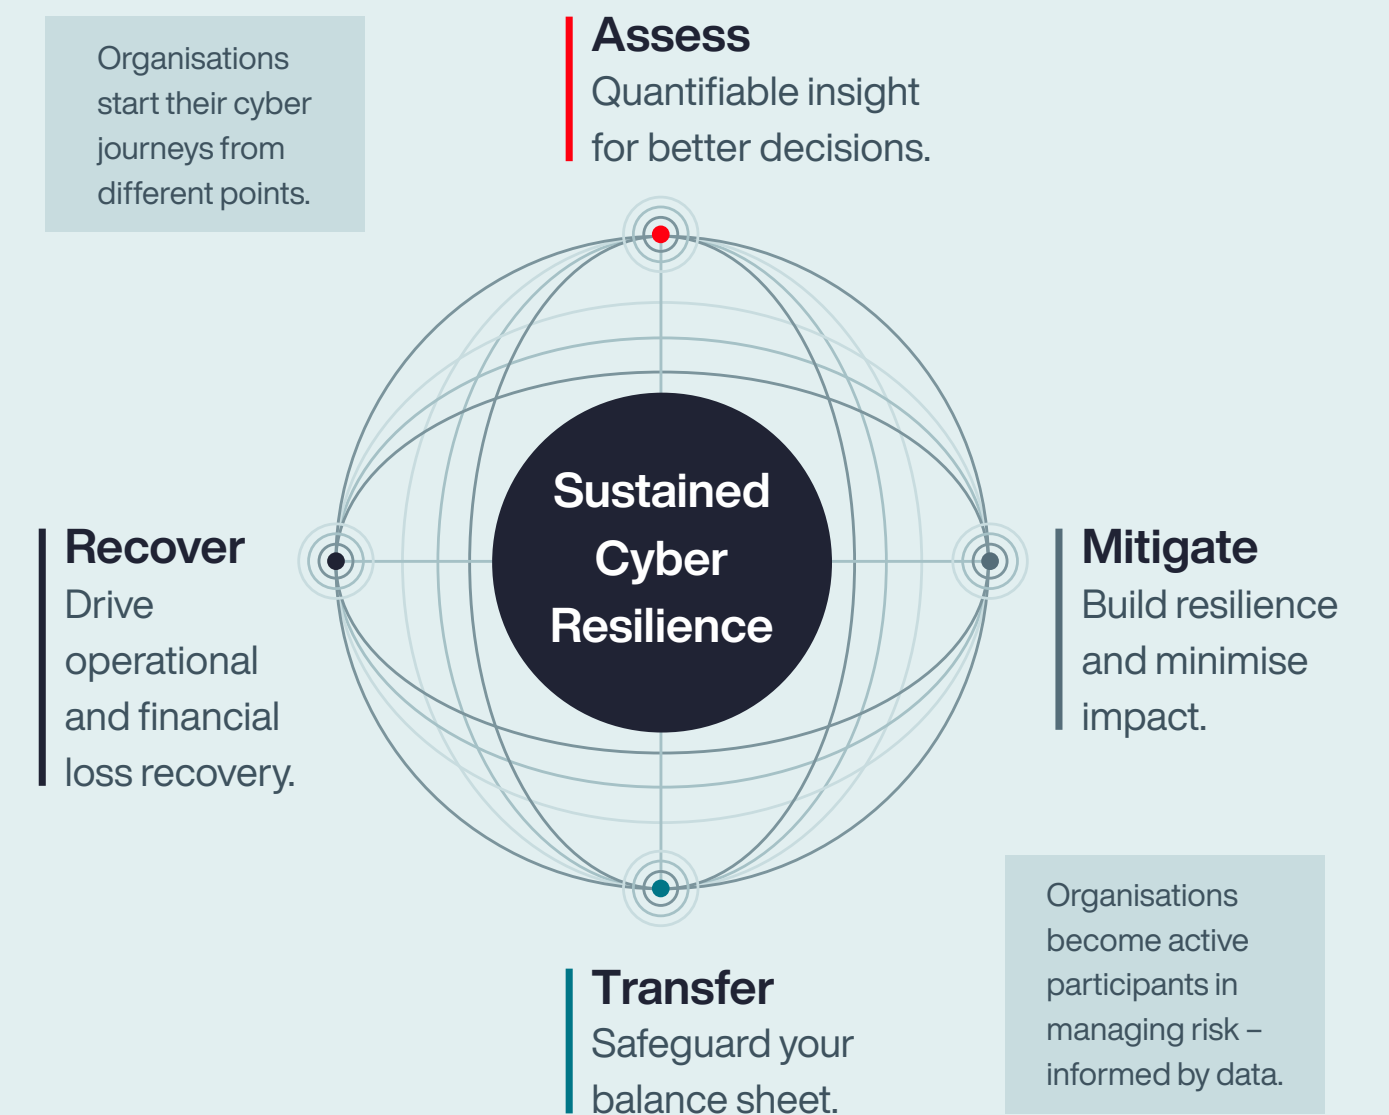 Organisations
start their cyber
journeys from
different points.
Assess
Quantifiable insight
for better decisions.
Sustained
Cyber
Resilience
Recover
Drive
operational
and financial
loss recovery.
Mitigate
Build resilience
and minimise
impact.
Transfer
Safeguard your
balance sheet.
Organisations
become active
participants in
managing risk –
informed by data.